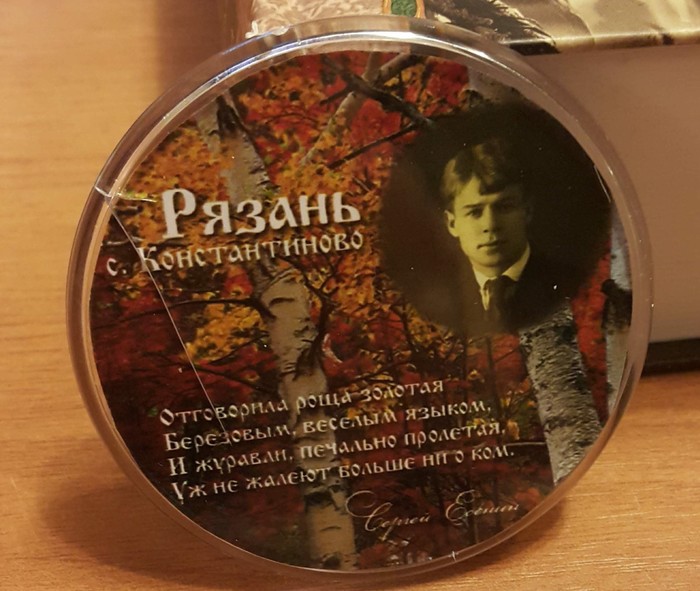 Рязань
с. Константиново
Отговорила роща золотая
Березовым, веселым языком,
И журавли, печально пролетая,
Уж не жалеют больше ни о ком.
Сергей Есенин